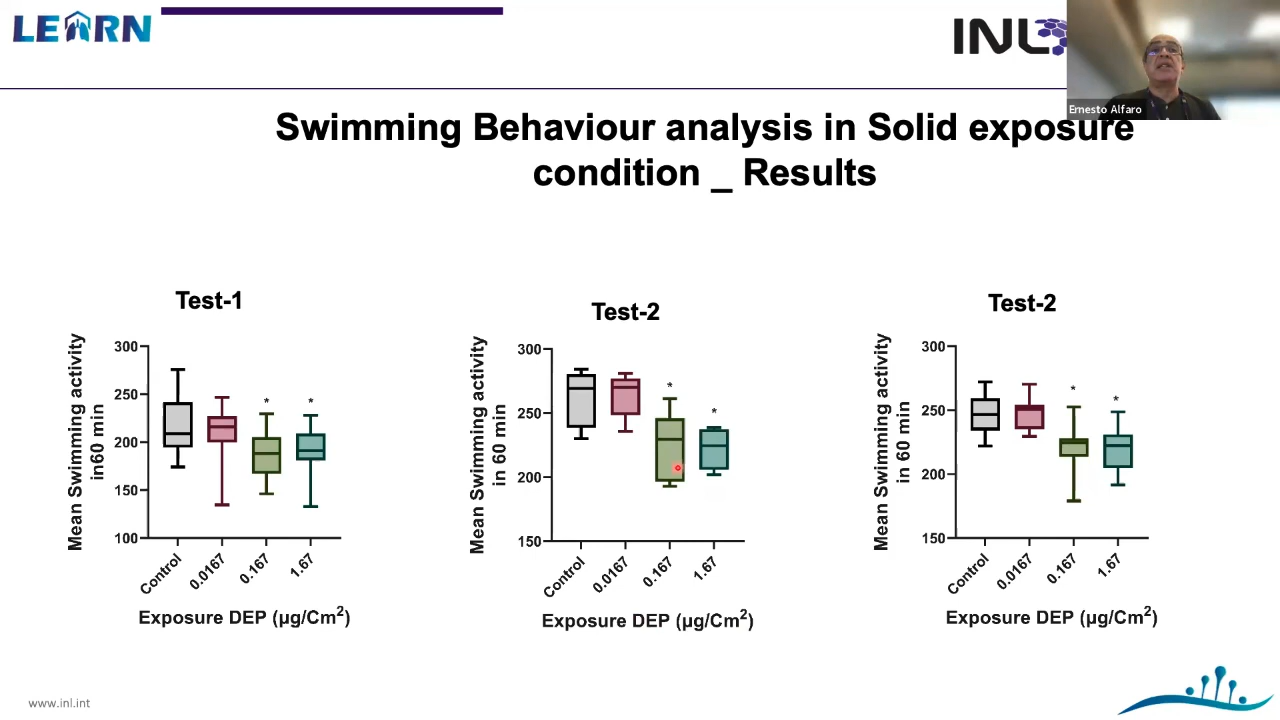 LEARN
INL
Ernesto Alfaro
Swimming Behaviour analysis in Solid exposure
condition _ Results
Test-1
Mean Swimming activity
in60 min
300
250
200
150
100
*
*
Control
0.0167
0.167
1.67
Exposure DEP (µg/Cm²)
Test-2
Mean Swimming activity
in 60 min
300
250
200
150
*
*
Control
0.0167
0.167
1.67
Exposure DEP (µg/Cm²)
Test-2
Mean Swimming activity
in 60 min
300
250
200
150
*
*
Control
0.0167
0.167
1.67
Exposure DEP (µg/Cm²)
www.inl.int